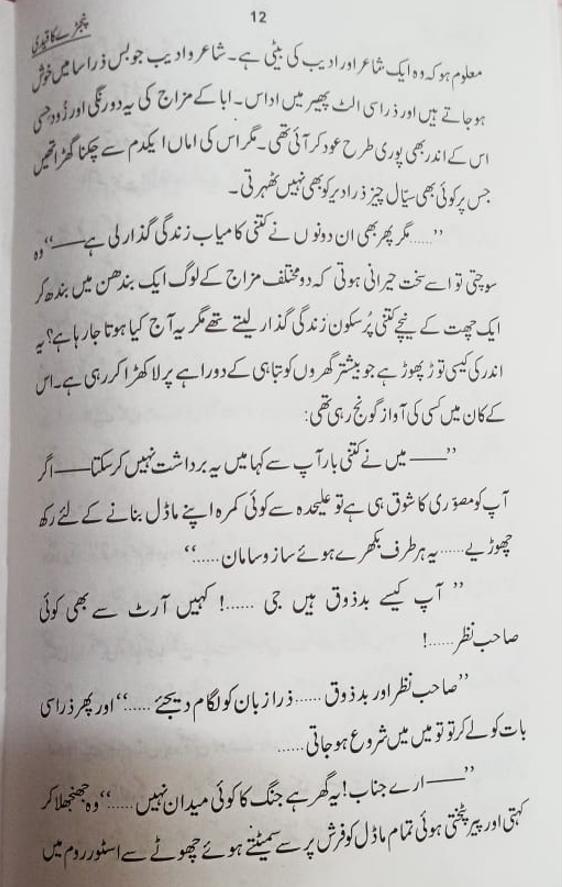 12
پنجرے کا قیدی
معلوم ہو کہ وہ ایک شاعر اور ادیب کی بیٹی ہے۔ شاعر و ادیب جو بس ذرا سا میں خوش
ہو جاتے ہیں اور ذرا سی الٹ پھیر میں اداس۔ ابا کے مزاج کی یہ دورنگی اور زُود حِسی
اس کے اندر بھی پوری طرح عود کر آئی تھی۔ مگر اس کی اماں ایکدم سے چکنا گھڑا تھیں
جس پر کوئی بھی سیّال چیز ذرا دیر کو بھی نہیں ٹھہرتی۔
”......مگر پھر بھی ان دونوں نے کتنی کامیاب زندگی گذار لی ہے——“ وہ
سوچتی تو اسے سخت حیرانی ہوتی کہ دو مختلف مزاج کے لوگ ایک بندھن میں بندھ کر
ایک چھت کے نیچے کتنی پُرسکون زندگی گذار لیتے تھے مگر یہ آج کیا ہوتا جا رہا ہے؟ یہ
اندر کی کیسی توڑ پھوڑ ہے جو بیشتر گھروں کو تباہی کے دوراہے پر لا کھڑا کر رہی ہے۔ اس
کے کان میں کسی کی آواز گونج رہی تھی:
”——میں نے کتنی بار آپ سے کہا میں یہ برداشت نہیں کر سکتا——اگر
آپ کو مصوّری کا شوق ہی ہے تو علیحدہ سے کوئی کمرہ اپنے ماڈل بنانے کے لئے رکھ
چھوڑیے......یہ ہر طرف بکھرے ہوئے ساز و سامان......“
”آپ کیسے بدذوق ہیں جی ......! کہیں آرٹ سے بھی کوئی
صاحب نظر......!
”صاحب نظر اور بدذوق ......ذرا زبان کو لگام دیجئے ......“ اور پھر ذرا سی
بات کو لے کر تو تو میں میں شروع ہو جاتی......
”——ارے جناب! یہ گھر ہے جنگ کا کوئی میدان نہیں......“ وہ جھنجھلا کر
کہتی اور پیر پٹختی ہوئی تمام ماڈل کو فرش پر سے سمیٹتے ہوئے چھوٹے سے اسٹور روم میں